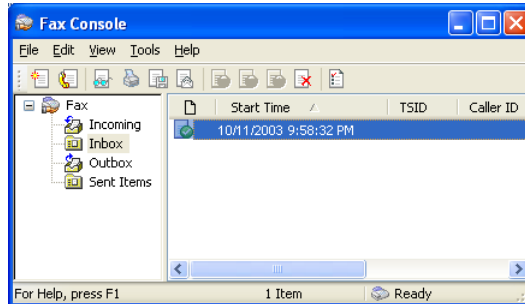 Fax Console
File Edit View Tools Help
Fax
Start Time TSID Caller ID
Incoming
10/11/2003 9:58:32 PM
Inbox
Outbox
Sent Items
For Help, press F1 1 Item Ready